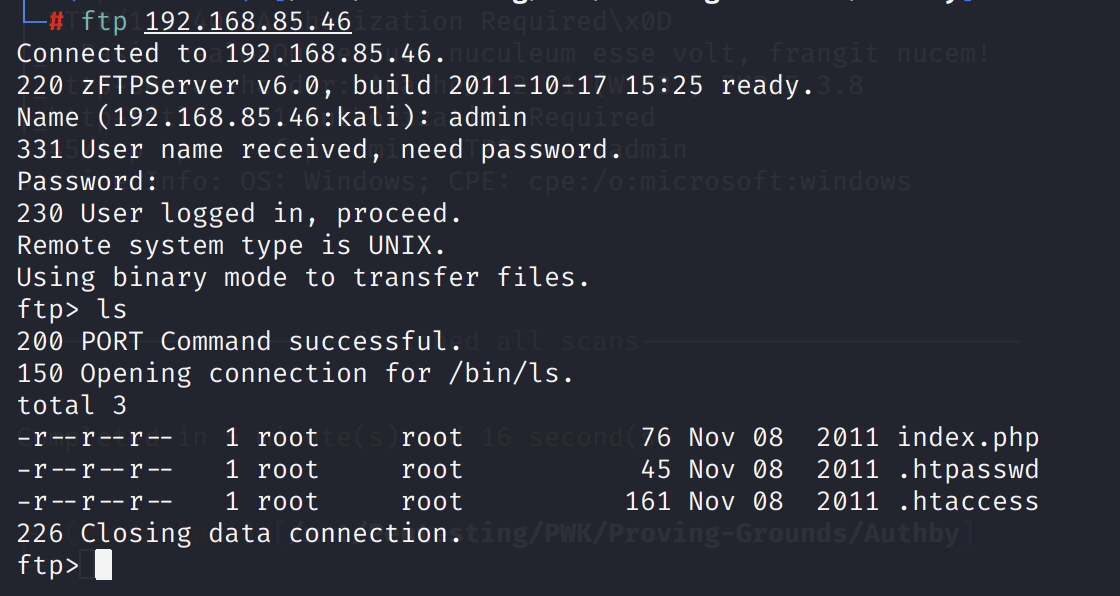 # ftp 192.168.85.46
Connected to 192.168.85.46.
220 zFTPServer v6.0, build 2011-10-17 15:25 ready.
Name (192.168.85.46:kali): admin
331 User name received, need password.
Password:
230 User logged in, proceed.
Remote system type is UNIX.
Using binary mode to transfer files.
ftp> ls
200 PORT Command successful.
150 Opening connection for /bin/ls.
total 3
-r--r--r--   1 root     root           76 Nov 08  2011 index.php
-r--r--r--   1 root     root           45 Nov 08  2011 .htpasswd
-r--r--r--   1 root     root          161 Nov 08  2011 .htaccess
226 Closing data connection.
ftp>